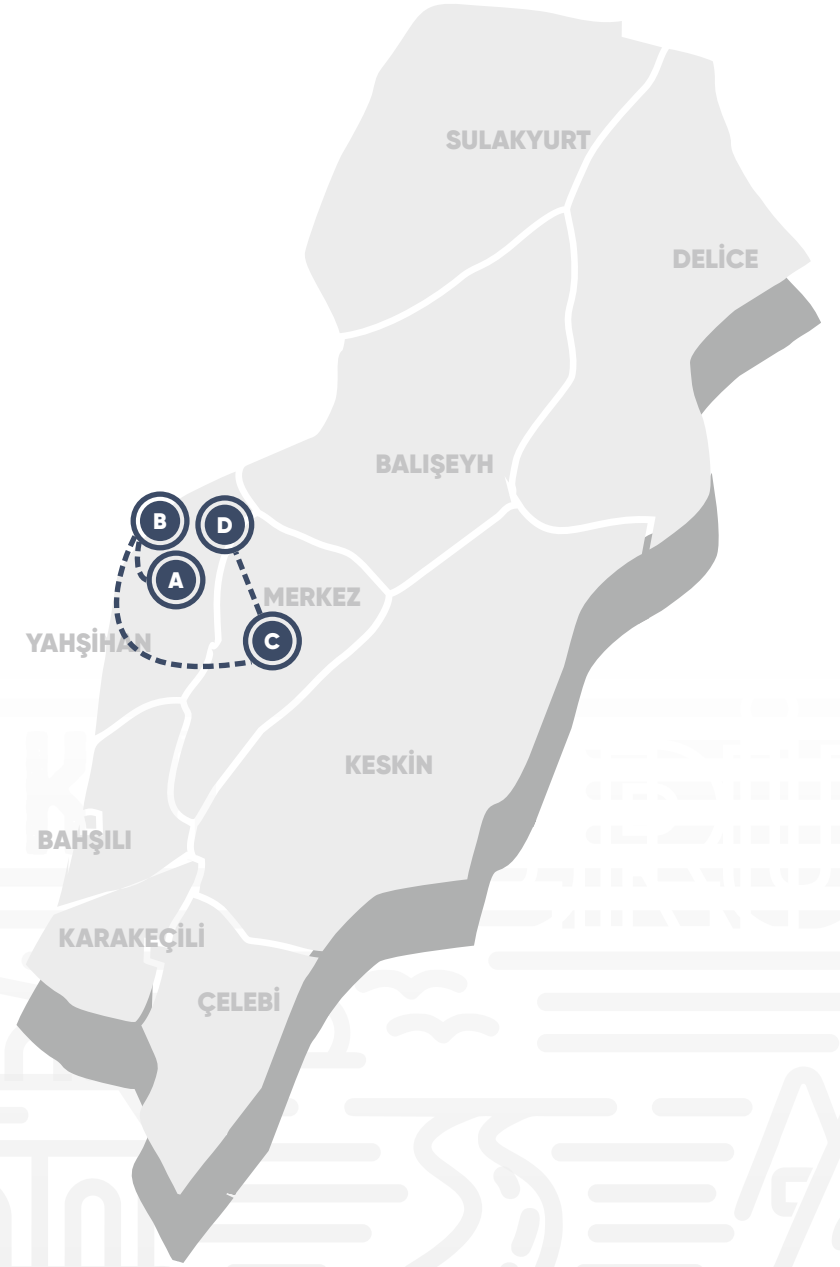 SULAKYURT
DELİCE
BALIŞEYH
B
D
A
MERKEZ
C
YAHŞİHAN
KESKİN
BAHŞILI
KARAKEÇİLİ
ÇELEBİ